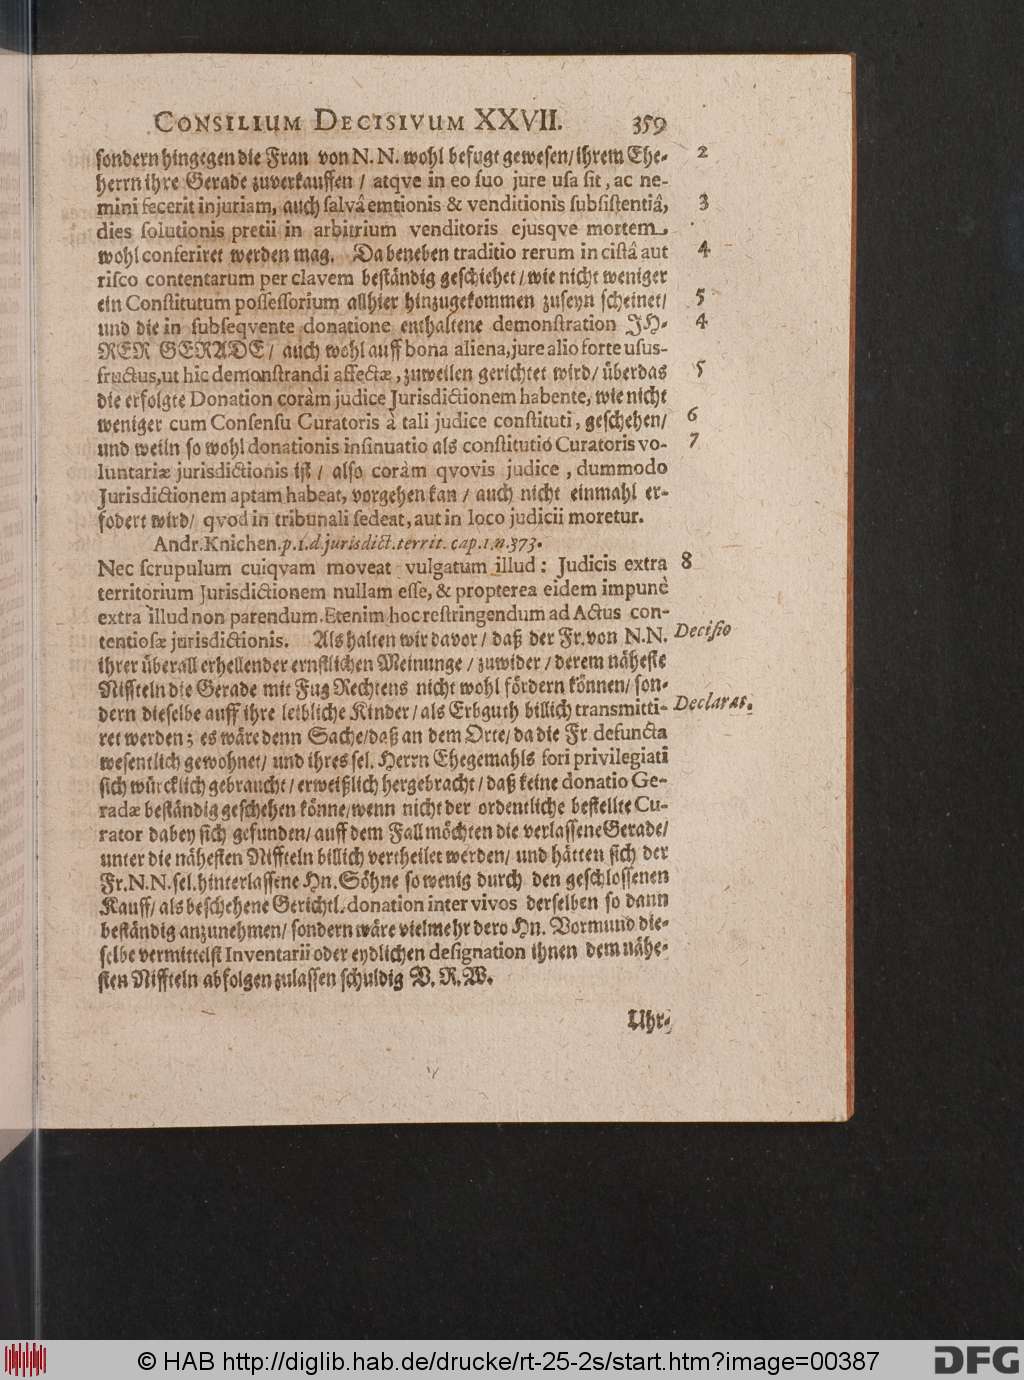 CONSILIUM DECISIVUM XXVII. 359
sondern hingegen die Fran von N. N. wohl befugt gewesen/ ihrem Ehe- 2
herrn ihre Gerade zuverkauffen / atqve in eo suo jure usa sit, ac ne-
mini fecerit injuriam, auch salvâ emtionis & venditionis subsistentiâ, 3
dies solutionis pretii in arbitrium venditoris ejusqve mortem
wohl conferiret werden mag. Dabeneben traditio rerum in cistâ aut 4
risco contentarum per clavem beständig geschiehet / wie nicht weniger
ein Constitutum possessorium allhier hinzugekommen zuseyn scheinet/ 5
und die in subseqvente donatione enthaltene demonstration JH- 4
RER GERADE / auch wohl auff bona aliena, jure alio forte usus-
fructus, ut hic demonstrandi affectæ, zuweilen gerichtet wird/ überdas 5
die erfolgte Donation coràm judice Jurisdictionem habente, wie nicht
weniger cum Consensu Curatoris à tali judice constituti, geschehen/ 6
und weiln so wohl donationis insinuatio als constitutio Curatoris vo- 7
luntariæ jurisdictionis ist / also coràm qvovis judice, dummodo
Jurisdictionem aptam habeat, vorgehen kan / auch nicht einmahl er-
fodert wird/ qvod in tribunali sedeat, aut in loco judicii moretur.
Andr. Knichen. p. 1. d. jurisdict. territ. cap. 1. n. 373.
Nec scrupulum cuiqvam moveat vulgatum illud: Judicis extra 8
territorium Jurisdictionem nullam esse, & propterea eidem impunè
extra illud non parendum. Etenim hoc restringendum ad Actus con-
tentiosæ jurisdictionis. Als halten wir davor / daß der Fr. von N.N. Decisio
ihrer überall erhellender ernstlichen Meinunge / zuwider / derem näheste
Niffteln die Gerade mit Fug Rechtens nicht wohl fördern können/ son-
dern dieselbe auff ihre leibliche Kinder / als Erbguth billich transmitti- Declarat.
ret werden; es wäre denn Sache/ daß an dem Orte/ da die Fr. defuncta
wesentlich gewohnet/ und ihres sel. Herrn Ehegemahls fori privilegiati
sich würcklich gebraucht / erweißlich hergebracht / daß keine donatio Ge-
radæ beständig geschehen könne/ wenn nicht der ordentliche bestellte Cu-
rator dabey sich gefunden/ auff dem Fall möchten die verlassene Gerade/
unter die nähesten Niffteln billich vertheilet werden/ und hätten sich der
Fr. N. N. sel. hinterlassene Hn. Söhne so wenig durch den geschlossenen
Kauff/ als beschehene Gerichtl. donation inter vivos derselben so dann
beständig anzunehmen/ sondern wäre vielmehr dero Hn. Vormund die-
selbe vermittelst Inventarii oder eydlichen designation ihnen dem nähe-
sten Niffteln abfolgen zulassen schuldig V. R. W.
Uhr-
© HAB http://diglib.hab.de/drucke/rt-25-2s/start.htm?image=00387
DFG